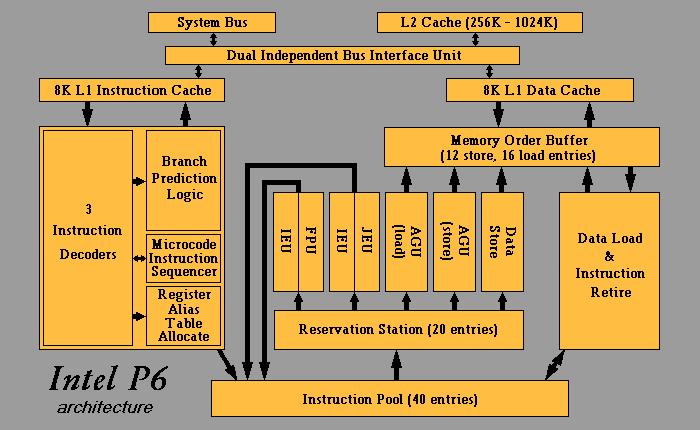 System Bus
L2 Cache (256K - 1024K)
Dual Independent Bus Interface Unit
8K L1 Instruction Cache
8K L1 Data Cache
Memory Order Buffer
(12 store, 16 load entries)
3
Instruction
Decoders
Branch
Prediction
Logic
Microcode
Instruction
Sequencer
Register
Alias
Table
Allocate
IEU
FPU
IEU
JEU
AGU
(load)
AGU
(store)
Data
Store
Data Load
&
Instruction
Retire
Reservation Station (20 entries)
Instruction Pool (40 entries)
Intel P6
architecture